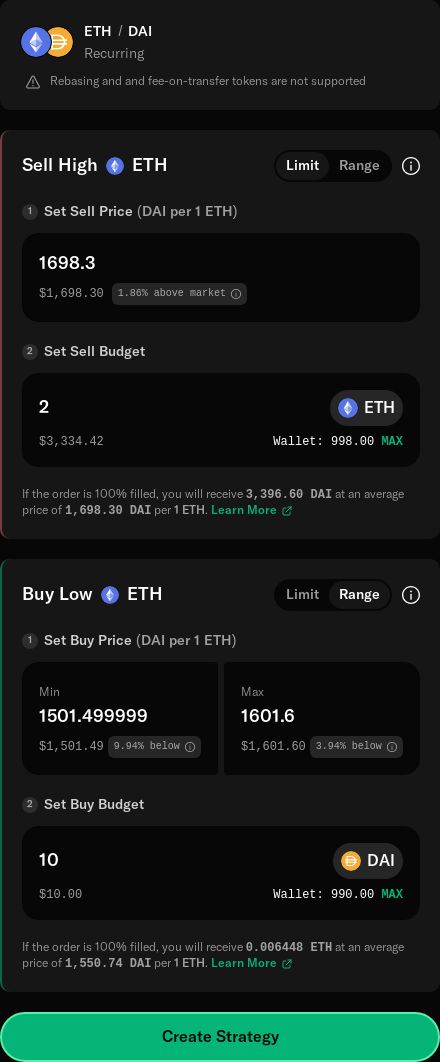 ETH / DAI
Recurring
Rebasing and and fee-on-transfer tokens are not supported
Sell High ETH Limit Range
1 Set Sell Price (DAI per 1 ETH)
1698.3
$1,698.30 1.86% above market
2 Set Sell Budget
2 ETH
$3,334.42 Wallet: 998.00 MAX
If the order is 100% filled, you will receive 3,396.60 DAI at an average
price of 1,698.30 DAI per 1 ETH. Learn More
Buy Low ETH Limit Range
1 Set Buy Price (DAI per 1 ETH)
Min Max
1501.499999 1601.6
$1,501.49 9.94% below $1,601.60 3.94% below
2 Set Buy Budget
10 DAI
$10.00 Wallet: 990.00 MAX
If the order is 100% filled, you will receive 0.006448 ETH at an average
price of 1,550.74 DAI per 1 ETH. Learn More
Create Strategy